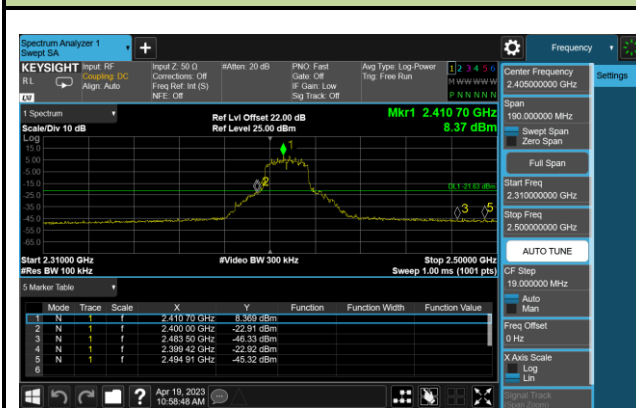 Spectrum Analyzer 1
Swept SA
Frequency
KEYSIGHT
RL
LXI
Input: RF
Coupling: DC
Align: Auto
Input Z: 50 Ω
Corrections: Off
Freq Ref: Int (S)
NFE: Off
#Atten: 20 dB
PNO: Fast
Gate: Off
IF Gain: Low
Sig Track: Off
Avg Type: Log-Power
Trig: Free Run
1 2 3 4 5 6
M W W W W W
P N N N N N
1 Spectrum
Scale/Div 10 dB
Ref Lvl Offset 22.00 dB
Ref Level 25.00 dBm
Mkr1 2.410 70 GHz
8.37 dBm
Log
15.0
5.00
-5.00
-15.0
-25.0
-35.0
-45.0
-55.0
-65.0
1
2
3
5
DL1 -21.63 dBm
Start 2.31000 GHz
#Res BW 100 kHz
#Video BW 300 kHz
Stop 2.50000 GHz
Sweep 1.00 ms (1001 pts)
5 Marker Table
Mode Trace Scale X Y Function Function Width Function Value
1 N 1 f 2.410 70 GHz 8.369 dBm
2 N 1 f 2.400 00 GHz -22.91 dBm
3 N 1 f 2.483 50 GHz -46.33 dBm
4 N 1 f 2.399 42 GHz -22.92 dBm
5 N 1 f 2.494 91 GHz -45.32 dBm
6
Apr 19, 2023
10:58:48 AM
Center Frequency
2.405000000 GHz
Settings
Span
190.000000 MHz
Swept Span
Zero Span
Full Span
Start Freq
2.310000000 GHz
Stop Freq
2.500000000 GHz
AUTO TUNE
CF Step
19.000000 MHz
Auto
Man
Freq Offset
0 Hz
X Axis Scale
Log
Lin
Signal Track
(Span Zoom)